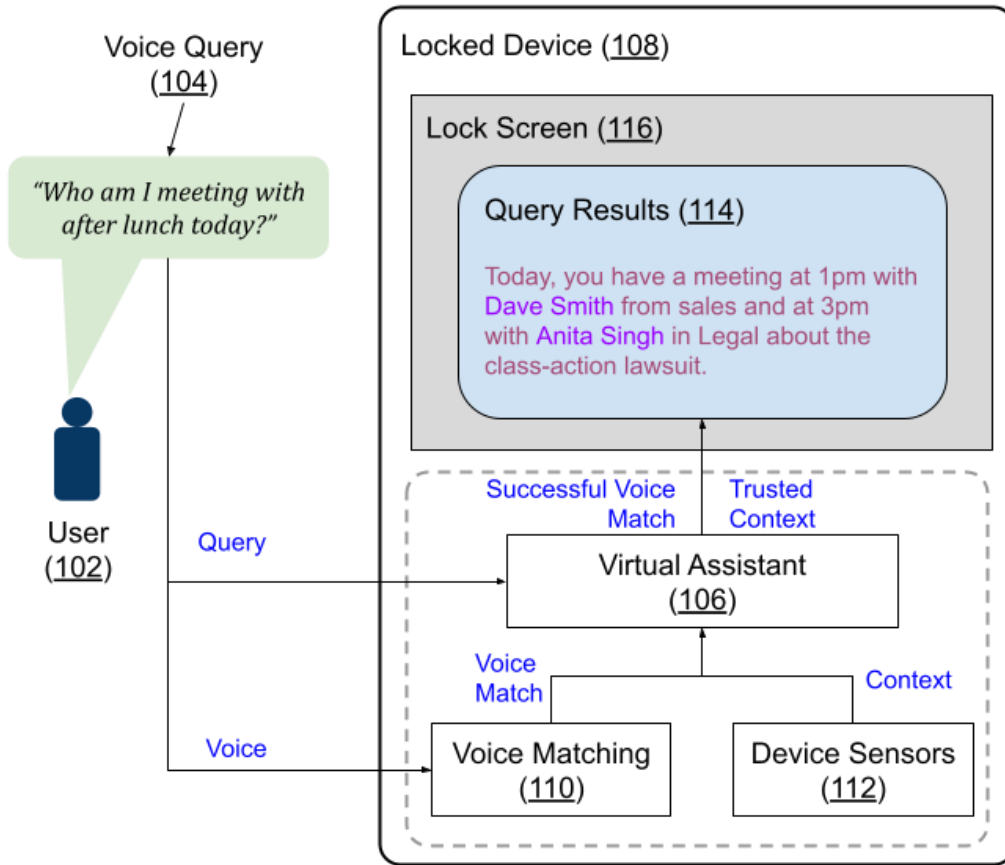 Voice Query
(104)
“Who am I meeting with
after lunch today?”
User
(102)
Query
Voice
Locked Device (108)
Lock Screen (116)
Query Results (114)
Today, you have a meeting at 1pm with
Dave Smith from sales and at 3pm
with Anita Singh in Legal about the
class-action lawsuit.
Successful Voice
Match
Trusted
Context
Virtual Assistant
(106)
Voice
Match
Context
Voice Matching
(110)
Device Sensors
(112)